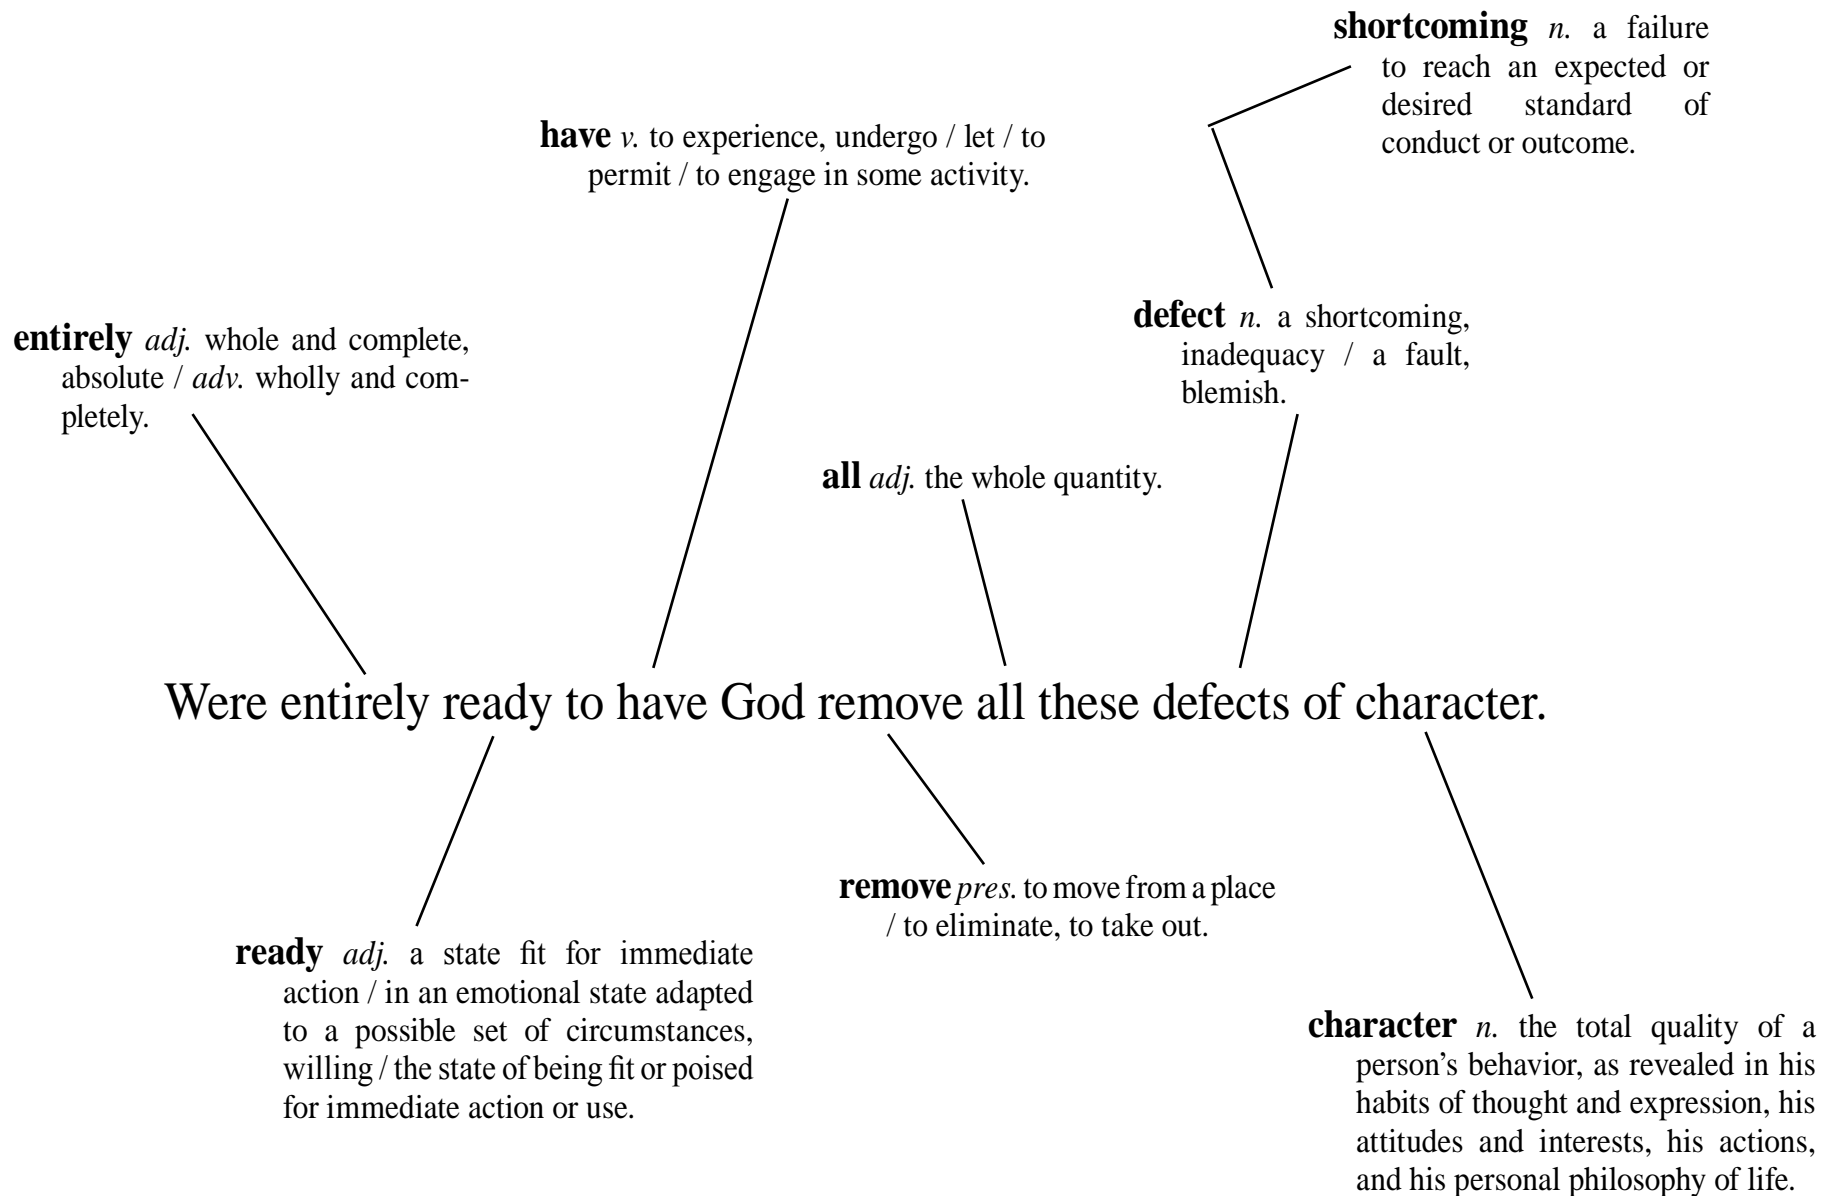 shortcoming n. a failure
to reach an expected or
desired standard of
conduct or outcome.
have v. to experience, undergo / let / to
permit / to engage in some activity.
entirely adj. whole and complete,
absolute / adv. wholly and com-
pletely.
defect n. a shortcoming,
inadequacy / a fault,
blemish.
all adj. the whole quantity.
Were entirely ready to have God remove all these defects of character.
remove pres. to move from a place
/ to eliminate, to take out.
ready adj. a state fit for immediate
action / in an emotional state adapted
to a possible set of circumstances,
willing / the state of being fit or poised
for immediate action or use.
character n. the total quality of a
person's behavior, as revealed in his
habits of thought and expression, his
attitudes and interests, his actions,
and his personal philosophy of life.